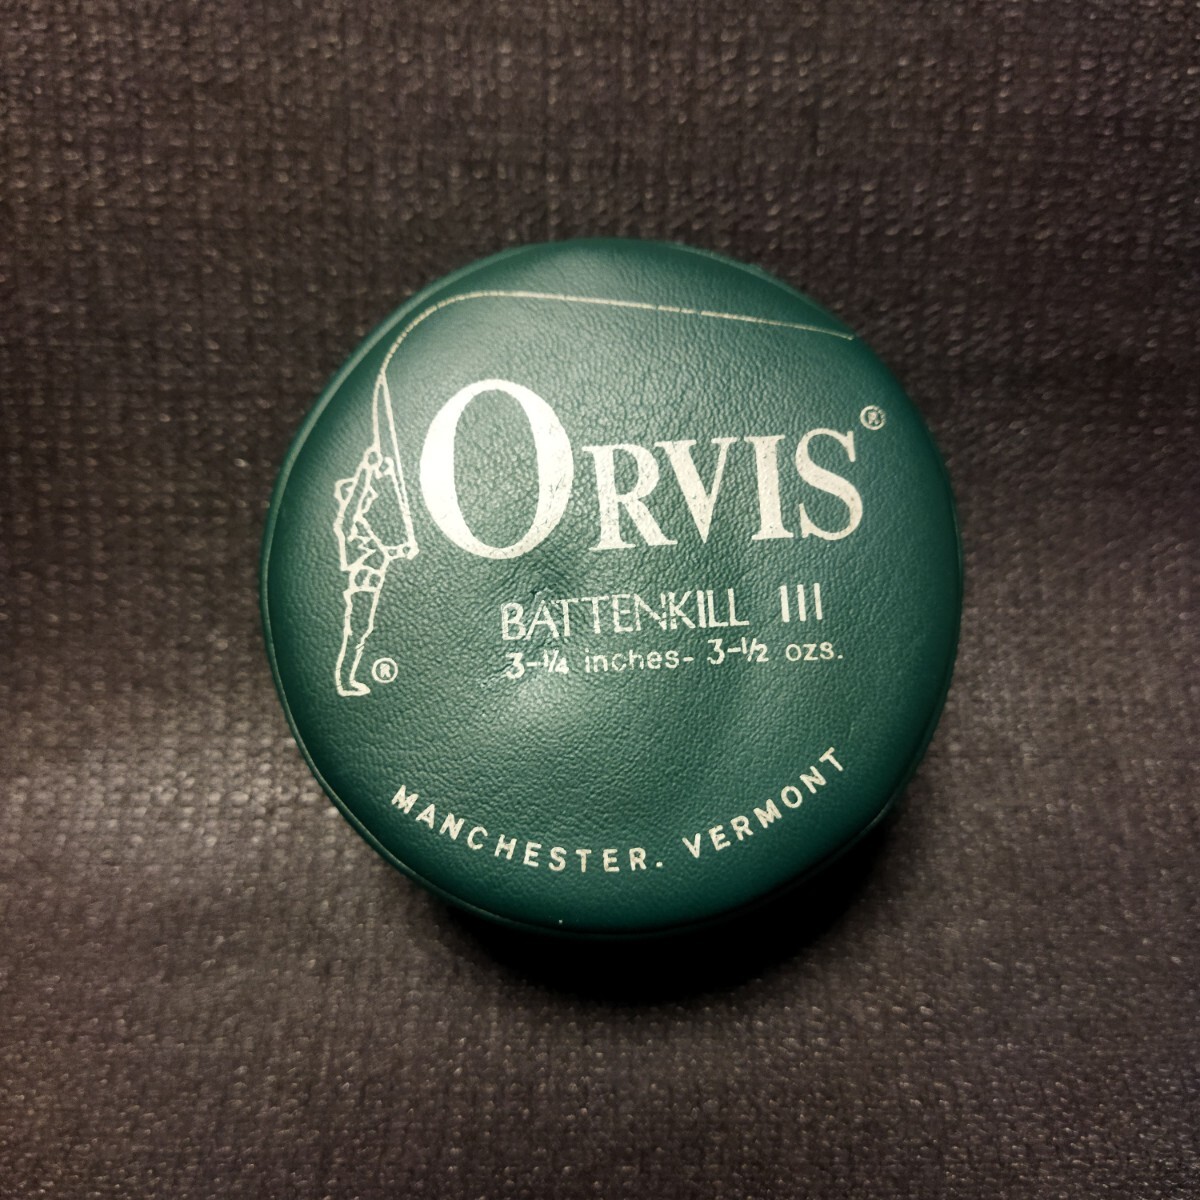 ORVIS®
BATTENKILL III
3-1/4 inches- 3-1/2 ozs.
®
MANCHESTER. VERMONT